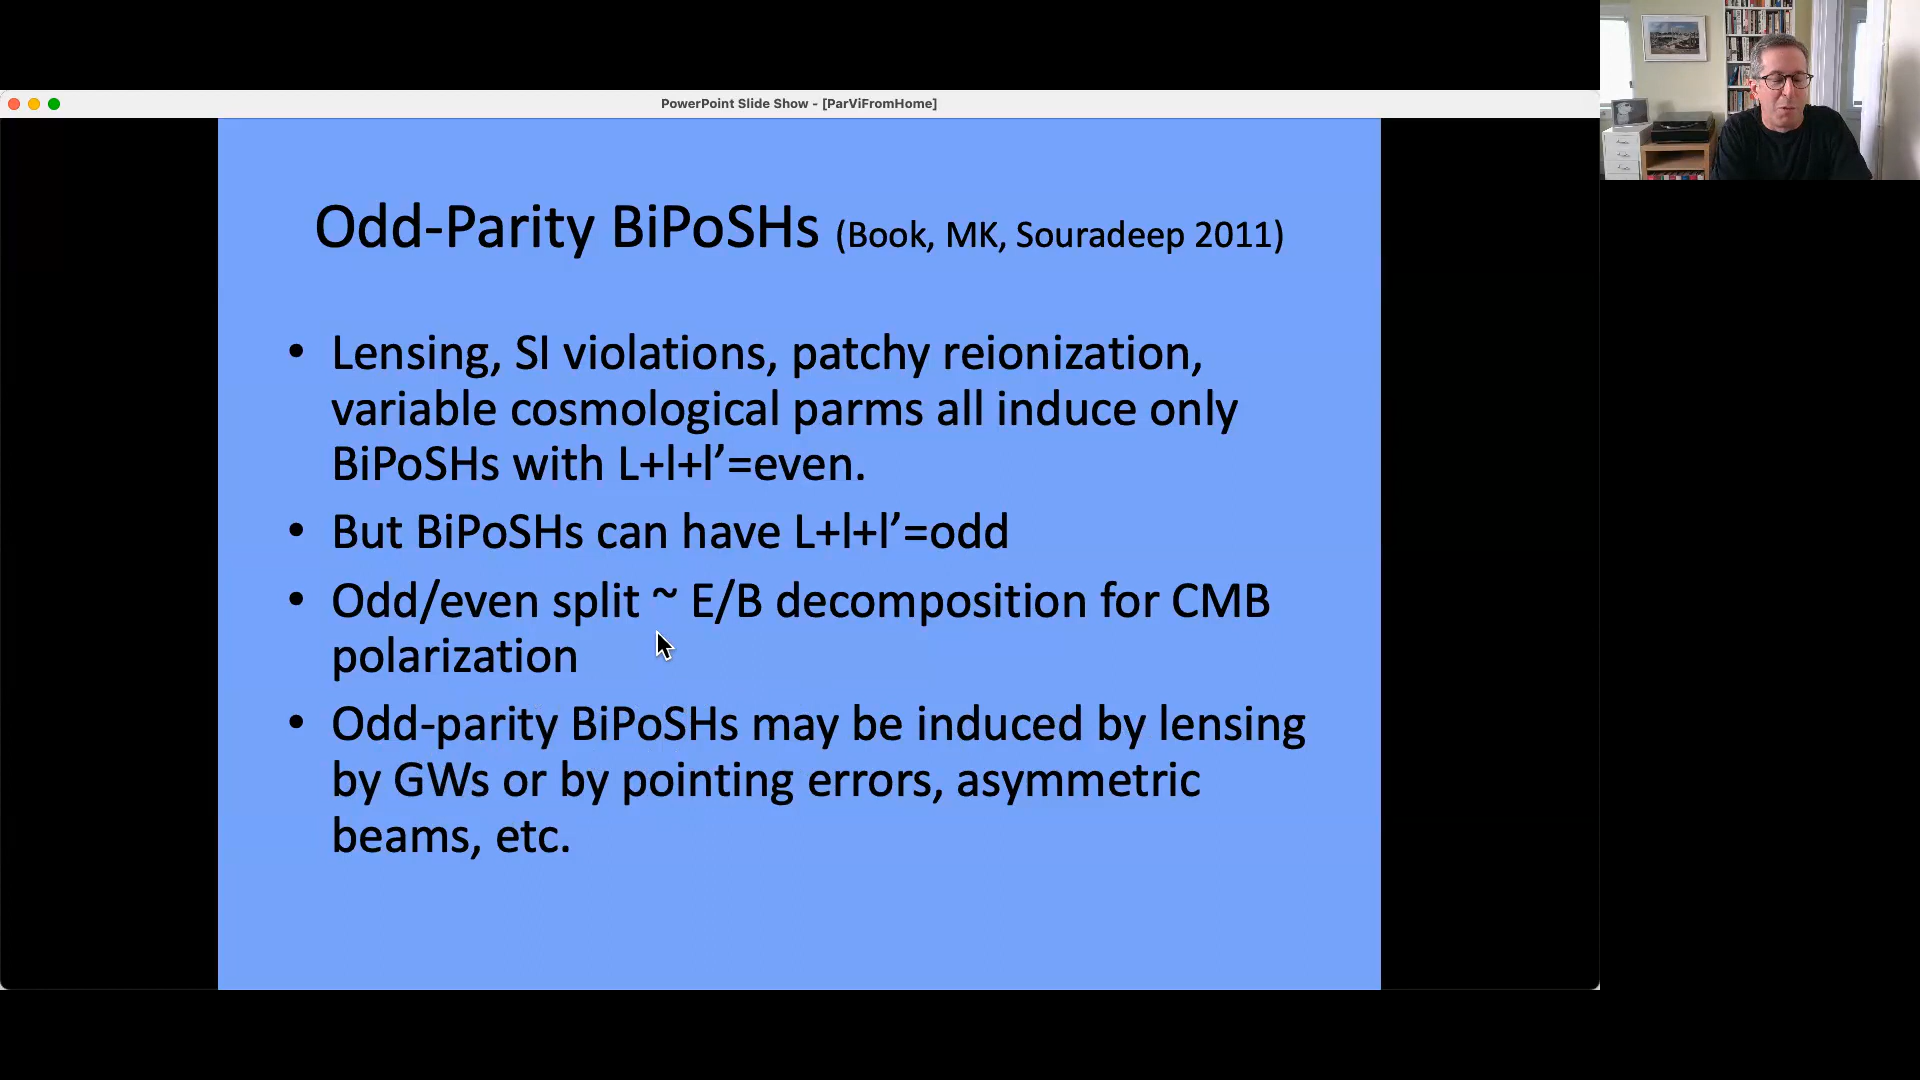 PowerPoint Slide Show - [ParViFromHome]
Odd-Parity BiPoSHs (Book, MK, Souradeep 2011)
• Lensing, SI violations, patchy reionization,
variable cosmological parms all induce only
BiPoSHs with L+l+l’=even.
• But BiPoSHs can have L+l+l’=odd
• Odd/even split ~ E/B decomposition for CMB
polarization
• Odd-parity BiPoSHs may be induced by lensing
by GWs or by pointing errors, asymmetric
beams, etc.